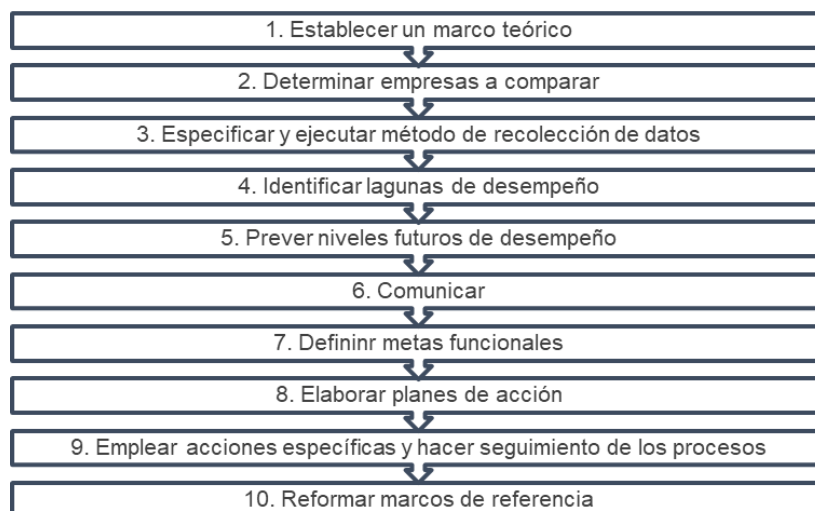 1. Establecer un marco teórico
2. Determinar empresas a comparar
3. Especificar y ejecutar método de recolección de datos
4. Identificar lagunas de desempeño
5. Prever niveles futuros de desempeño
6. Comunicar
7. Defininr metas funcionales
8. Elaborar planes de acción
9. Emplear acciones específicas y hacer seguimiento de los procesos
10. Reformar marcos de referencia